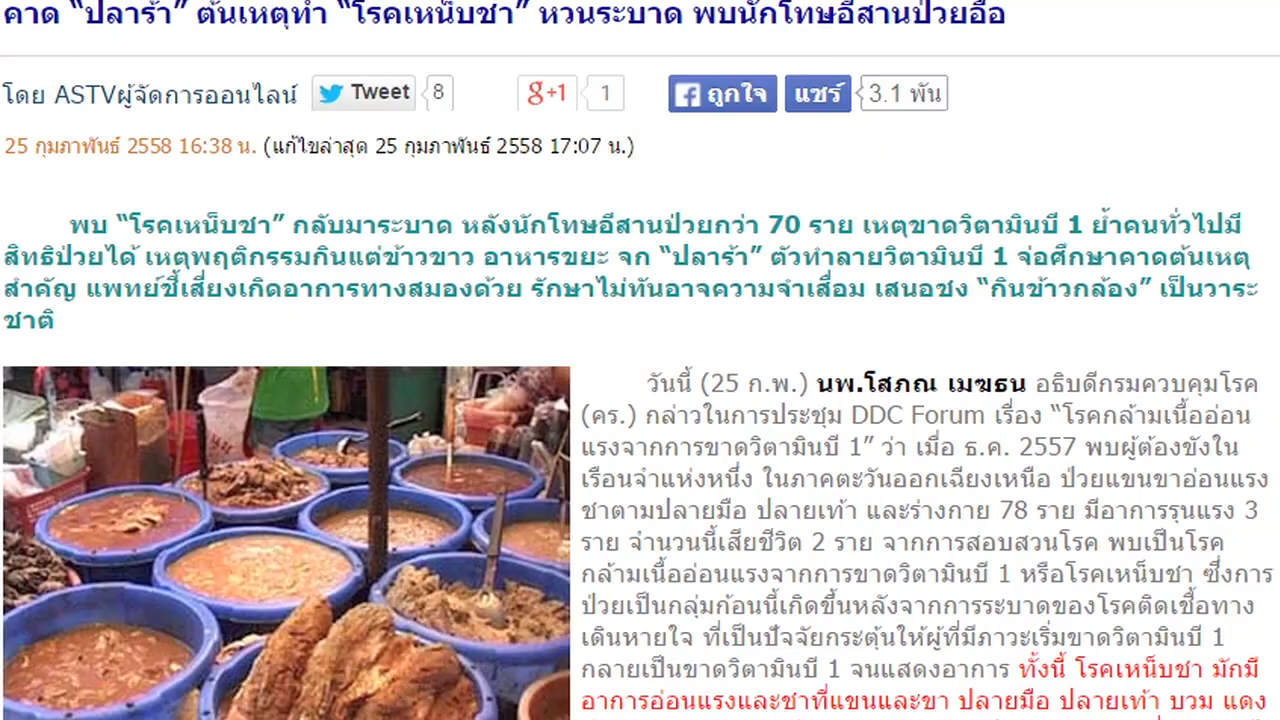 คาด “ปลาร้า” ต้นเหตุทำ “โรคเหน็บชา” หวนระบาด พบนักโทษอีสานป่วยอื้อ
โดย ASTVผู้จัดการออนไลน์ Tweet 8 g+1 1 ถูกใจ แชร์ 3.1 พัน
25 กุมภาพันธ์ 2558 16:38 น. (แก้ไขล่าสุด 25 กุมภาพันธ์ 2558 17:07 น.)
พบ “โรคเหน็บชา” กลับมาระบาด หลังนักโทษอีสานป่วยกว่า 70 ราย เหตุขาดวิตามินบี 1 ย้ำคนทั่วไปมี
สิทธิป่วยได้ เหตุพฤติกรรมกินแต่ข้าวขาว อาหารขยะ จก “ปลาร้า” ตัวทำลายวิตามินบี 1 จ่อศึกษาคาดต้นเหตุ
สำคัญ แพทย์ชี้เสี่ยงเกิดอาการทางสมองด้วย รักษาไม่ทันอาจความจำเสื่อม เสนอชง “กินข้าวกล้อง” เป็นวาระ
ชาติ
วันนี้ (25 ก.พ.) นพ.โสภณ เมฆธน อธิบดีกรมควบคุมโรค
(คร.) กล่าวในการประชุม DDC Forum เรื่อง “โรคกล้ามเนื้ออ่อน
แรงจากการขาดวิตามินบี 1” ว่า เมื่อ ธ.ค. 2557 พบผู้ต้องขังใน
เรือนจำแห่งหนึ่ง ในภาคตะวันออกเฉียงเหนือ ป่วยแขนขาอ่อนแรง
ชาตามปลายมือ ปลายเท้า และร่างกาย 78 ราย มีอาการรุนแรง 3
ราย จำนวนนี้เสียชีวิต 2 ราย จากการสอบสวนโรค พบเป็นโรค
กล้ามเนื้ออ่อนแรงจากการขาดวิตามินบี 1 หรือโรคเหน็บชา ซึ่งการ
ป่วยเป็นกลุ่มก้อนนี้เกิดขึ้นหลังจากการระบาดของโรคติดเชื้อทาง
เดินหายใจ ที่เป็นปัจจัยกระตุ้นให้ผู้ที่มีภาวะเริ่มขาดวิตามินบี 1
กลายเป็นขาดวิตามินบี 1 จนแสดงอาการ ทั้งนี้ โรคเหน็บชา มักมี
อาการอ่อนแรงและชาที่แขนและขา ปลายมือ ปลายเท้า บวม แดง